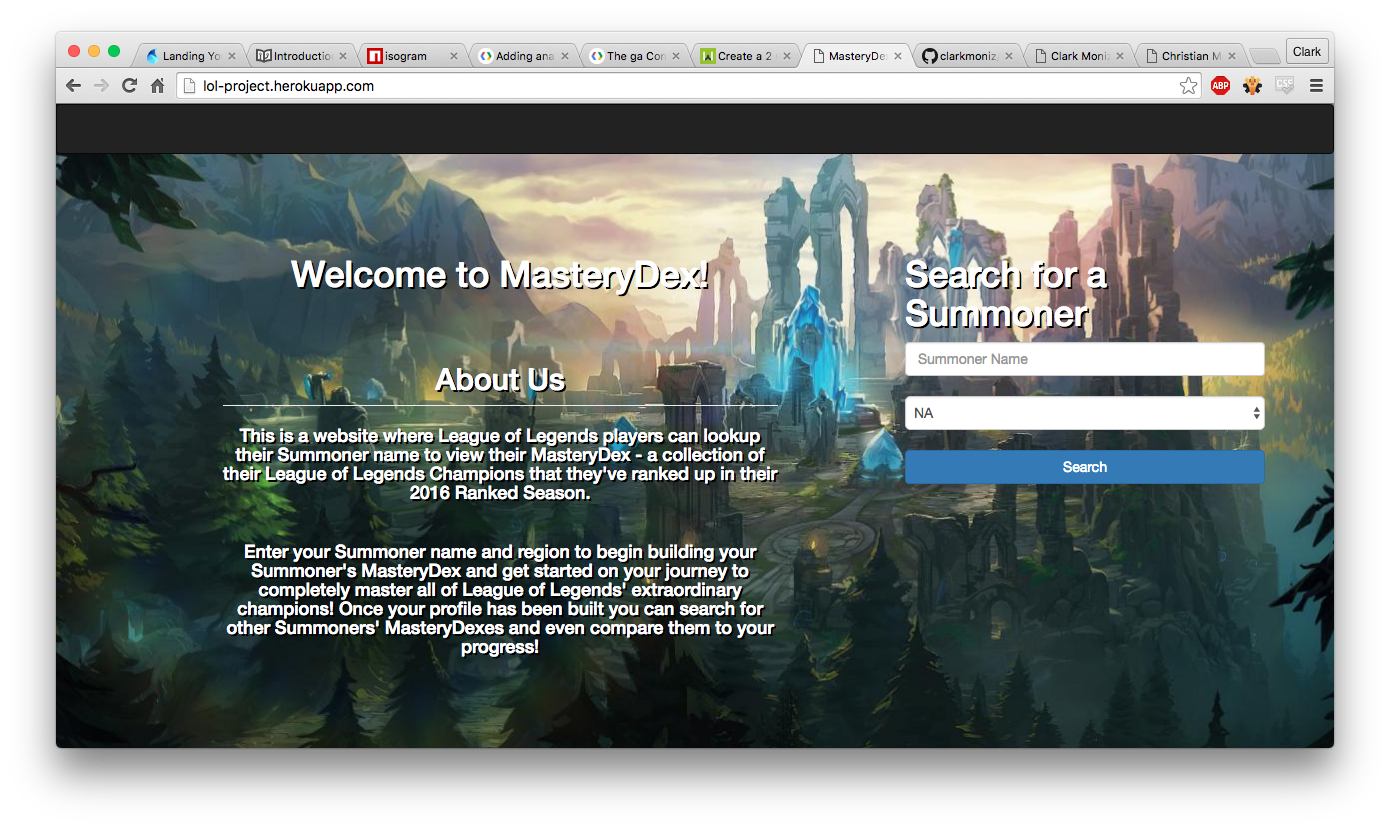 Landing Yo
Introductio
isogram
Adding ana
The ga Con
Create a 2
MasteryDe
clarkmoniz
Clark Moni
Christian M
Clark
lol-project.herokuapp.com
ABP
CSS
Welcome to MasteryDex!
About Us
This is a website where League of Legends players can lookup
their Summoner name to view their MasteryDex - a collection of
their League of Legends Champions that they've ranked up in their
2016 Ranked Season.
Enter your Summoner name and region to begin building your
Summoner's MasteryDex and get started on your journey to
completely master all of League of Legends' extraordinary
champions! Once your profile has been built you can search for
other Summoners' MasteryDexes and even compare them to your
progress!
Search for a
Summoner
Summoner Name
NA
Search